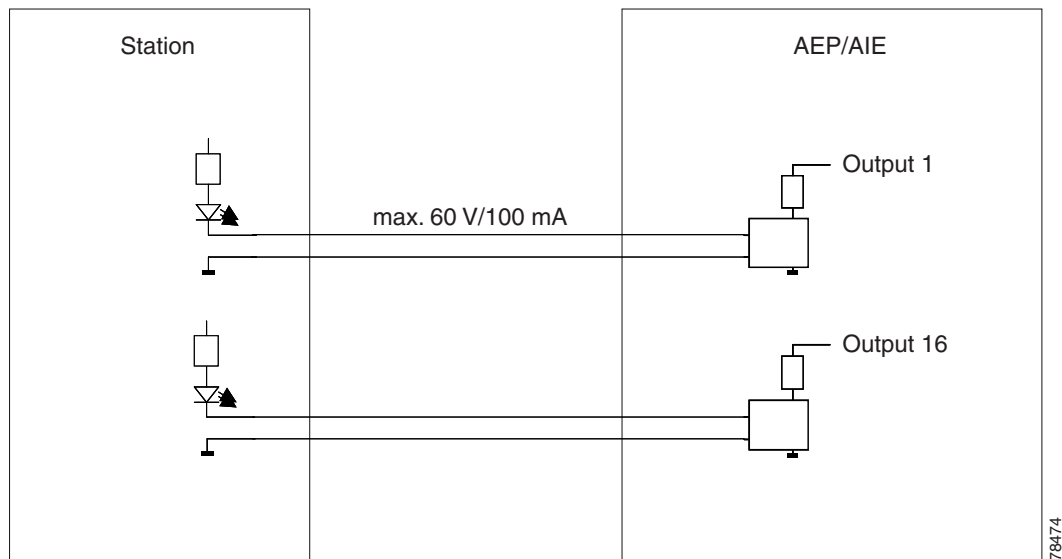 Station
AEP/AIE
Output 1
max. 60 V/100 mA
Output 16
78474